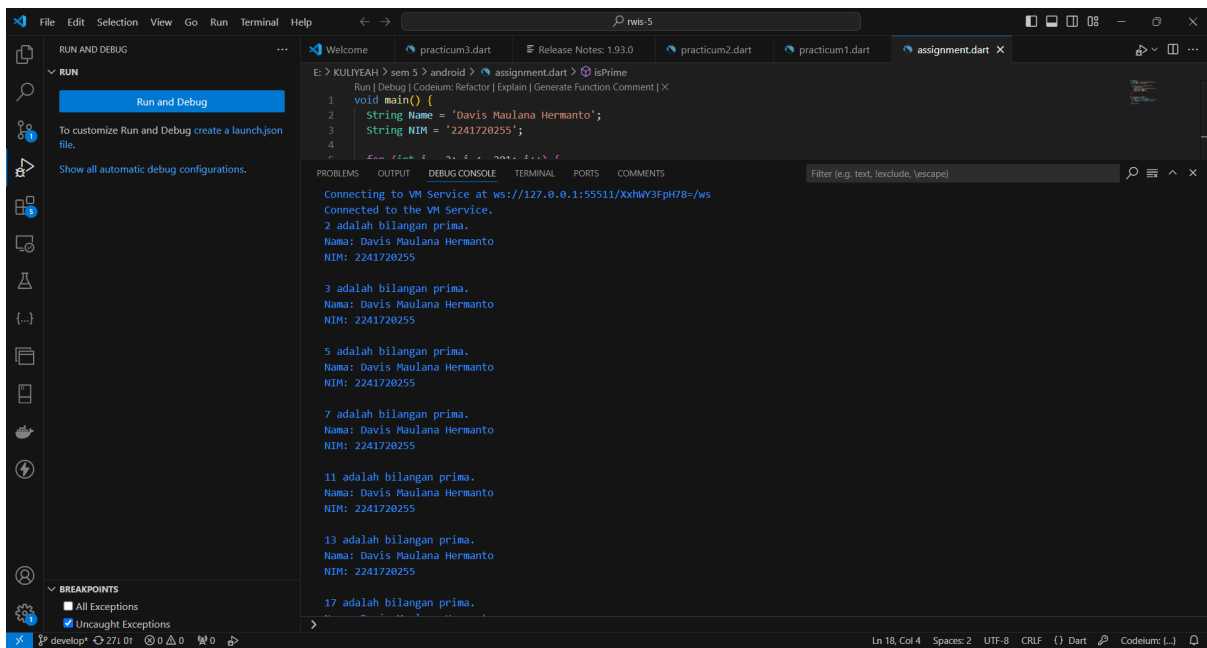 File Edit Selection View Go Run Terminal Help
rwis-5
RUN AND DEBUG
RUN
Run and Debug
To customize Run and Debug create a launch.json
file.
Show all automatic debug configurations.
Welcome practicum3.dart Release Notes: 1.93.0 practicum2.dart practicum1.dart assignment.dart
E: > KULIYEAH > sem 5 > android > assignment.dart > isPrime
Run | Debug | Codeium: Refactor | Explain | Generate Function Comment | X
1 void main() {
2 String Name = 'Davis Maulana Hermanto';
3 String NIM = '2241720255';
4
PROBLEMS OUTPUT DEBUG CONSOLE TERMINAL PORTS COMMENTS Filter (e.g. text, !exclude, \escape)
Connecting to VM Service at ws://127.0.0.1:55511/XxhWY3FpH78=/ws
Connected to the VM Service.
2 adalah bilangan prima.
Nama: Davis Maulana Hermanto
NIM: 2241720255
3 adalah bilangan prima.
Nama: Davis Maulana Hermanto
NIM: 2241720255
5 adalah bilangan prima.
Nama: Davis Maulana Hermanto
NIM: 2241720255
7 adalah bilangan prima.
Nama: Davis Maulana Hermanto
NIM: 2241720255
11 adalah bilangan prima.
Nama: Davis Maulana Hermanto
NIM: 2241720255
13 adalah bilangan prima.
Nama: Davis Maulana Hermanto
NIM: 2241720255
17 adalah bilangan prima.
BREAKPOINTS
All Exceptions
Uncaught Exceptions
develop* 27↓ 0↑ 0 0 0 Ln 18, Col 4 Spaces: 2 UTF-8 CRLF {} Dart Codeium: {...}